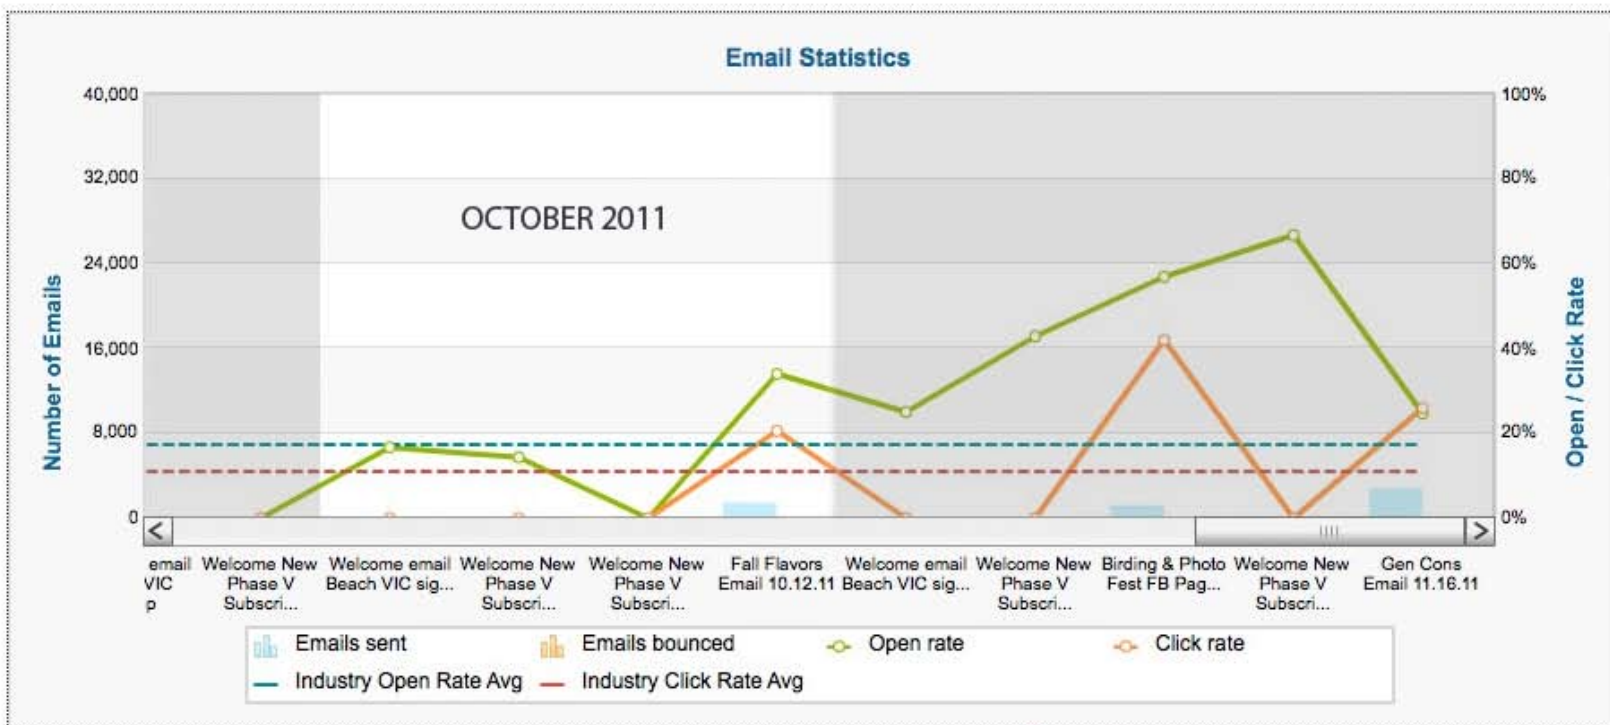 Email Statistics
40,000
100%
32,000
80%
OCTOBER 2011
24,000
60%
16,000
40%
8,000
20%
0
0%
Number of Emails
Open / Click Rate
email
VIC
p
Welcome New
Phase V
Subscri...
Welcome email
Beach VIC sig...
Welcome New
Phase V
Subscri...
Welcome New
Phase V
Subscri...
Fall Flavors
Email 10.12.11
Welcome email
Beach VIC sig...
Welcome New
Phase V
Subscri...
Birding & Photo
Fest FB Pag...
Welcome New
Phase V
Subscri...
Gen Cons
Email 11.16.11
Emails sent
Emails bounced
Open rate
Click rate
Industry Open Rate Avg
Industry Click Rate Avg